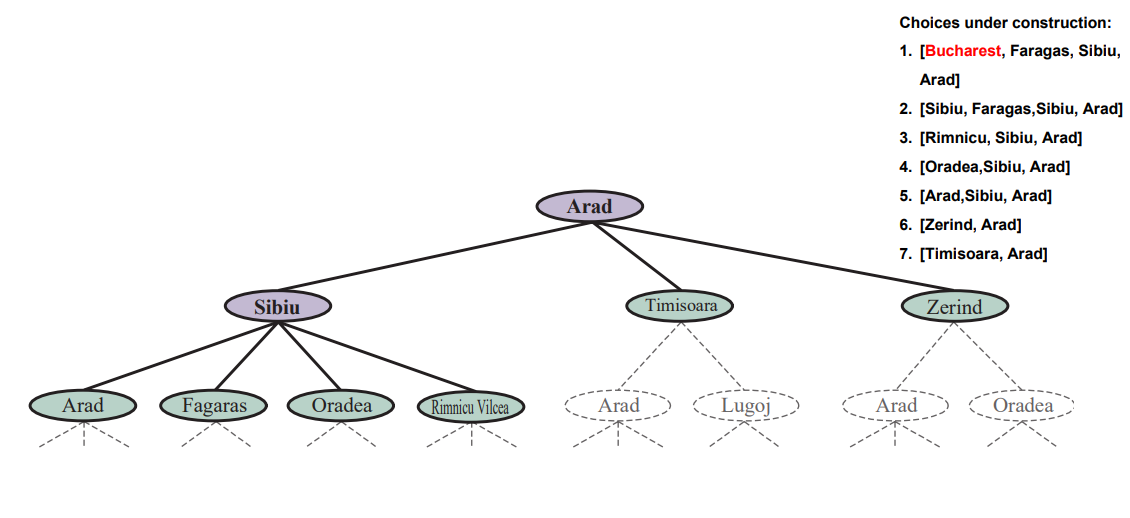 Choices under construction:
1. [Bucharest, Faragas, Sibiu,
Arad]
2. [Sibiu, Faragas,Sibiu, Arad]
3. [Rimnicu, Sibiu, Arad]
4. [Oradea,Sibiu, Arad]
5. [Arad,Sibiu, Arad]
6. [Zerind, Arad]
7. [Timisoara, Arad]
Arad
Sibiu
Timisoara
Zerind
Arad
Fagaras
Oradea
Rimnicu Vilcea
Arad
Lugoj
Arad
Oradea